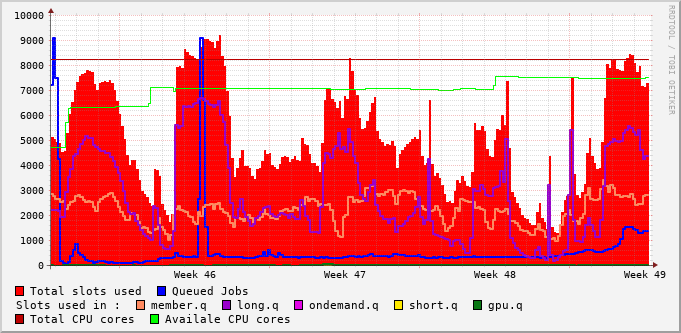 10000
9000
8000
7000
6000
5000
4000
3000
2000
1000
0
Week 46 Week 47 Week 48 Week 49
RRDTOOL / TOBI OETIKER
Total slots used Queued Jobs
Slots used in : member.q long.q ondemand.q short.q gpu.q
Total CPU cores Availale CPU cores